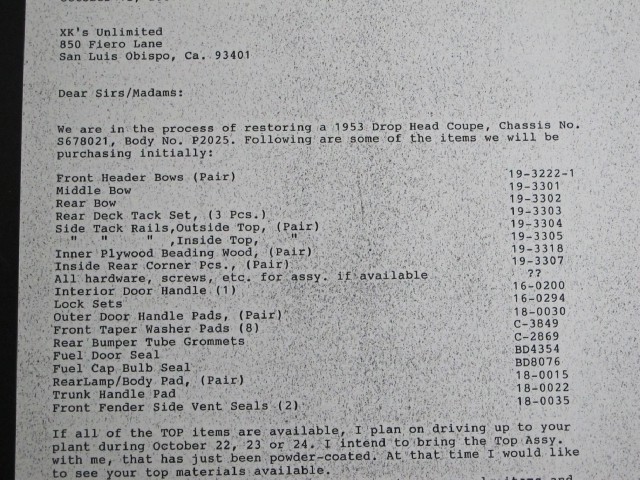 XK's Unlimited
850 Fiero Lane
San Luis Obispo, Ca. 93401
Dear Sirs/Madams:
We are in the process of restoring a 1953 Drop Head Coupe, Chassis No.
S678021, Body No. P2025. Following are some of the items we will be
purchasing initially:
Front Header Bows (Pair) 19-3222-1
Middle Bow 19-3301
Rear Bow 19-3302
Rear Deck Tack Set, (3 Pcs.) 19-3303
Side Tack Rails,Outside Top, (Pair) 19-3304
" " " ,Inside Top, " 19-3305
Inner Plywood Beading Wood, (Pair) 19-3318
Inside Rear Corner Pcs., (Pair) 19-3307
All hardware, screws, etc. for assy. if available ??
Interior Door Handle (1) 16-0200
Lock Sets 16-0294
Outer Door Handle Pads, (Pair) 18-0030
Front Taper Washer Pads (8) C-3849
Rear Bumper Tube Grommets C-2869
Fuel Door Seal BD4354
Fuel Cap Bulb Seal BD8076
RearLamp/Body Pad, (Pair) 18-0015
Trunk Handle Pad 18-0022
Front Fender Side Vent Seals (2) 18-0035
If all of the TOP items are available, I plan on driving up to your
plant during October 22, 23 or 24. I intend to bring the Top Assy.
with me, that has just been powder-coated. At that time I would like
to see your top materials available.
items and